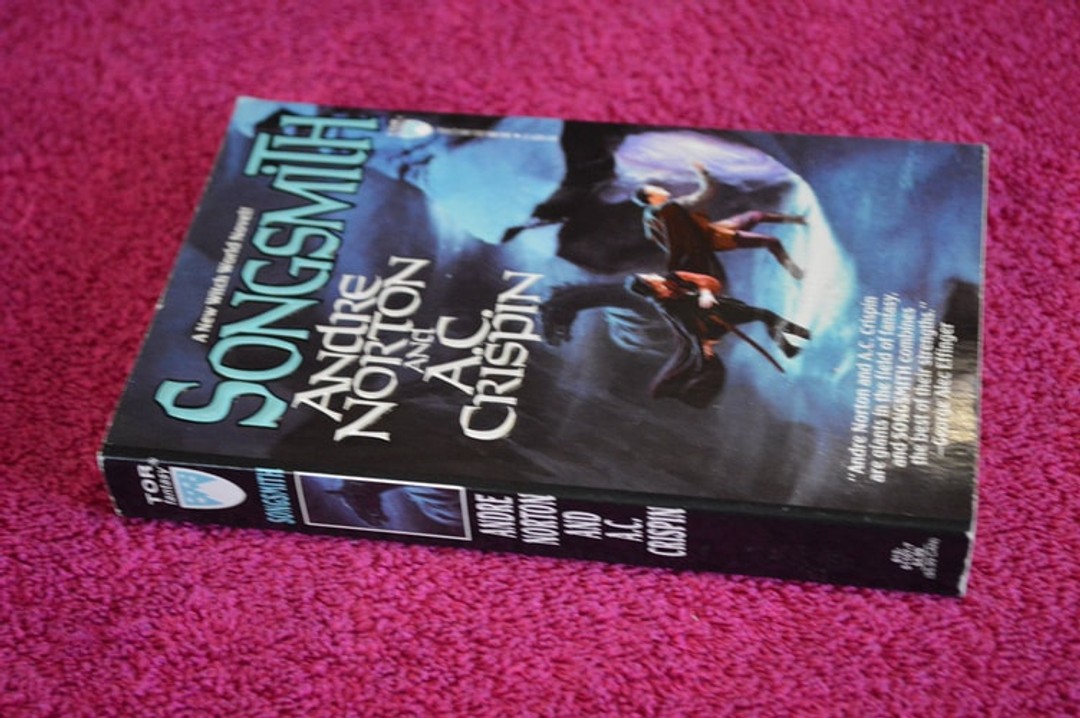 A New Witch World Novel!
SONGSMITH
ANDRE
NORTON
AND
A.C.
CRISPIN
"Andre Norton and A.C. Crispin
are giants in the field of fantasy,
and SONGSMITH combines
the best of their strengths."
—George Alec Effinger
TOR
fantasy
SONGSMITH
ANDRE
NORTON
AND
A.C.
CRISPIN